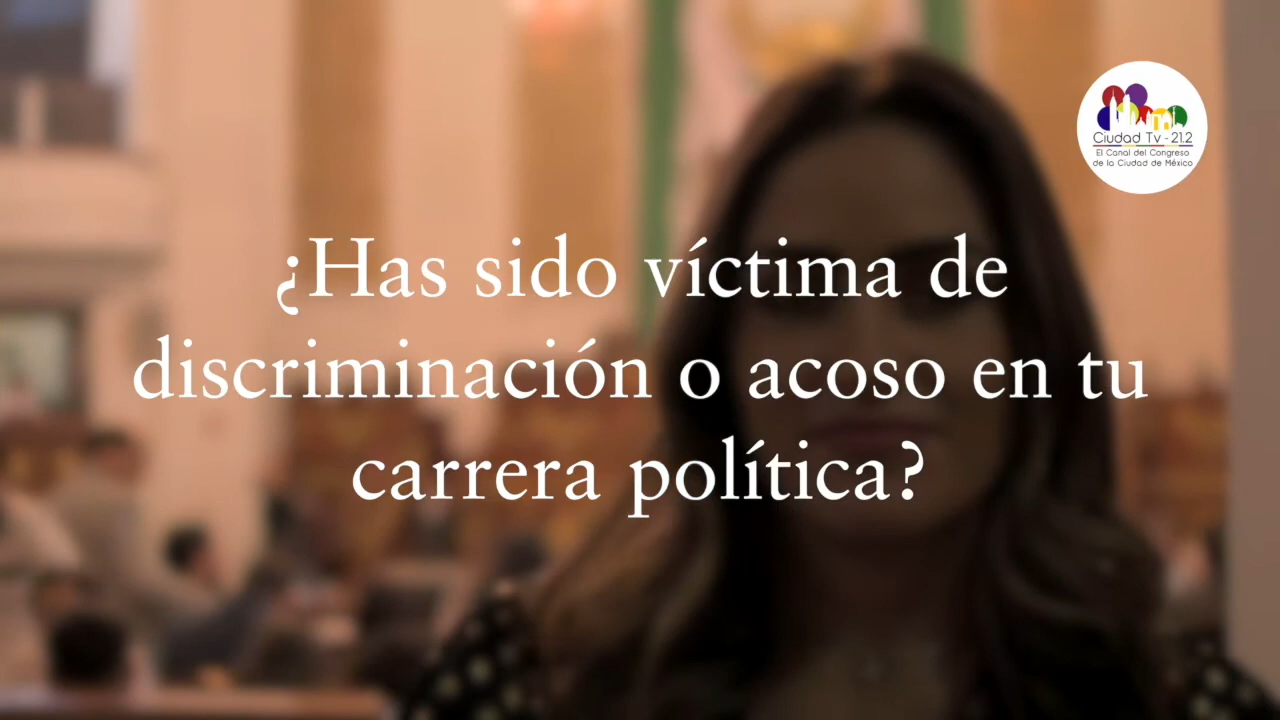 Ciudad Tv - 21.2
El Canal del Congreso
de la Ciudad de México
¿Has sido víctima de
discriminación o acoso en tu
carrera política?